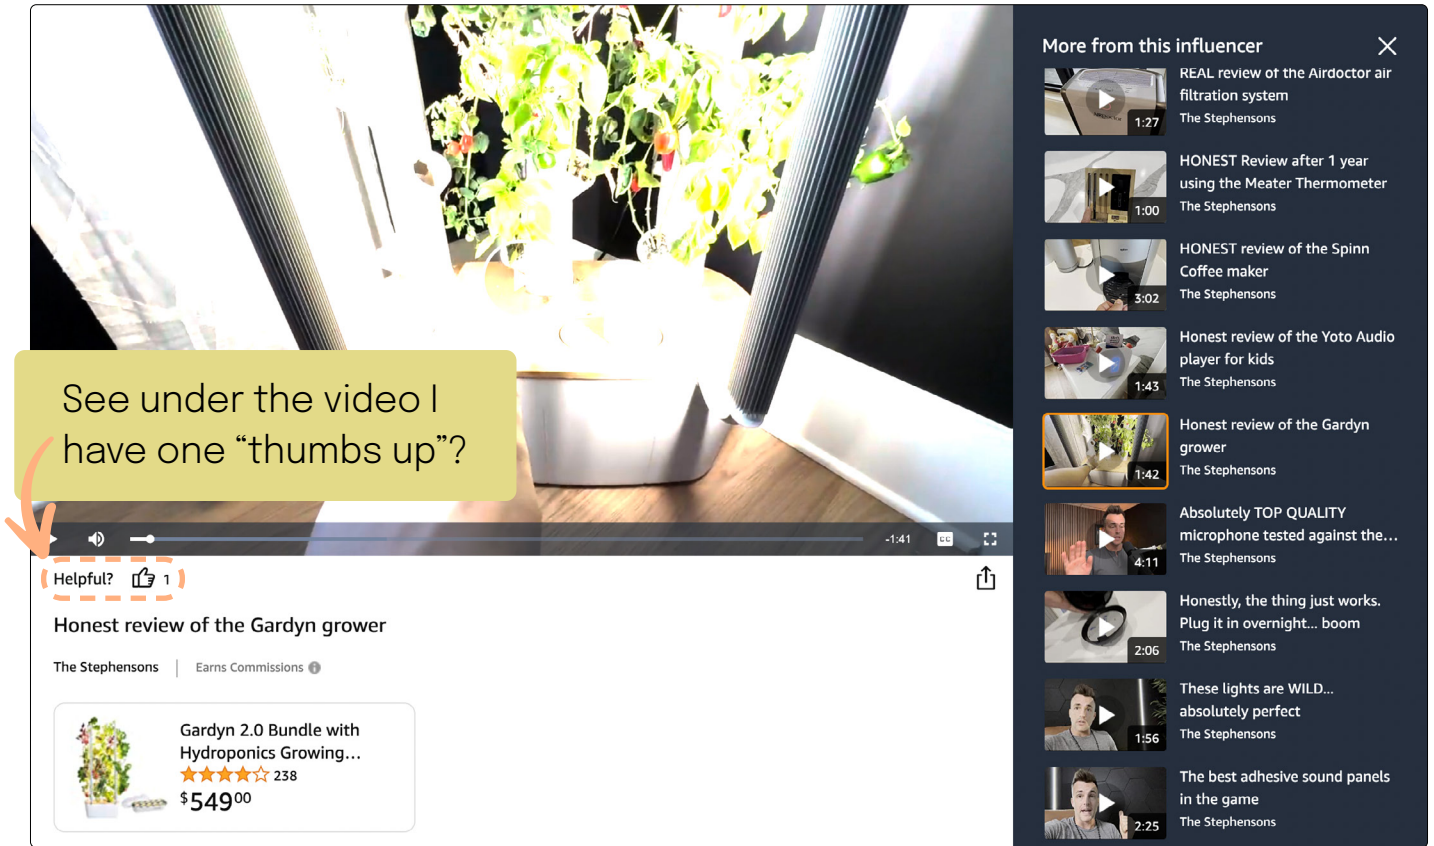 See under the video I
have one “thumbs up”?
-1:41
CC
Helpful? 1
Honest review of the Gardyn grower
The Stephensons | Earns Commissions
Gardyn 2.0 Bundle with
Hydroponics Growing...
238
$54900
More from this influencer
REAL review of the Airdoctor air
filtration system
The Stephensons
1:27
HONEST Review after 1 year
using the Meater Thermometer
The Stephensons
1:00
HONEST review of the Spinn
Coffee maker
The Stephensons
3:02
Honest review of the Yoto Audio
player for kids
The Stephensons
1:43
Honest review of the Gardyn
grower
The Stephensons
1:42
Absolutely TOP QUALITY
microphone tested against the...
The Stephensons
4:11
Honestly, the thing just works.
Plug it in overnight... boom
The Stephensons
2:06
These lights are WILD...
absolutely perfect
The Stephensons
1:56
The best adhesive sound panels
in the game
The Stephensons
2:25